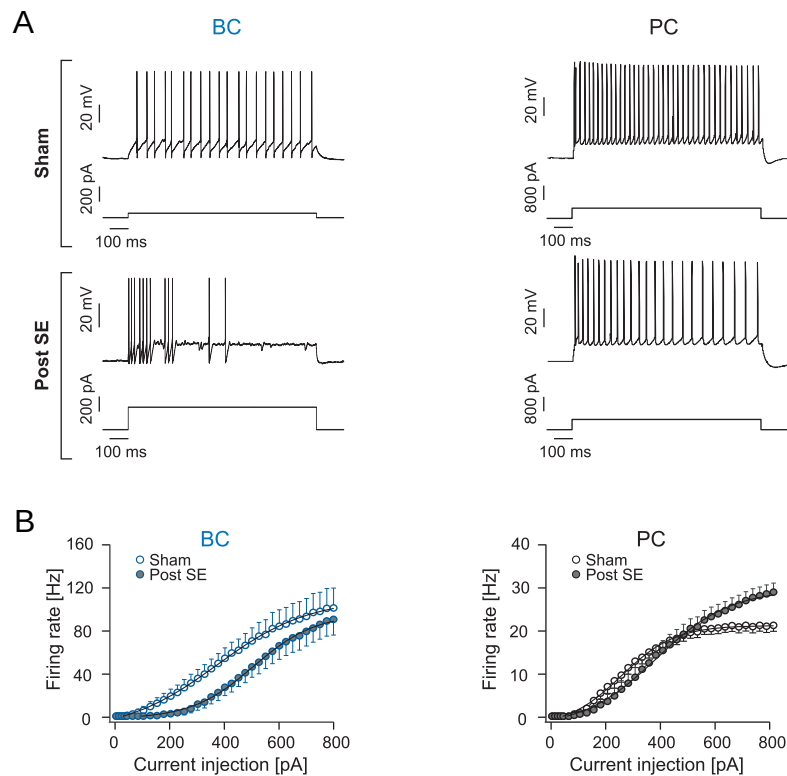 A
BC
PC
Sham
20 mV
200 pA
100 ms
20 mV
800 pA
100 ms
Post SE
20 mV
200 pA
100 ms
20 mV
800 pA
100 ms
B
BC
Sham
Post SE
Firing rate [Hz]
160
120
80
40
0
0
200
400
600
800
Current injection [pA]
PC
Sham
Post SE
Firing rate [Hz]
40
30
20
10
0
0
200
400
600
800
Current injection [pA]